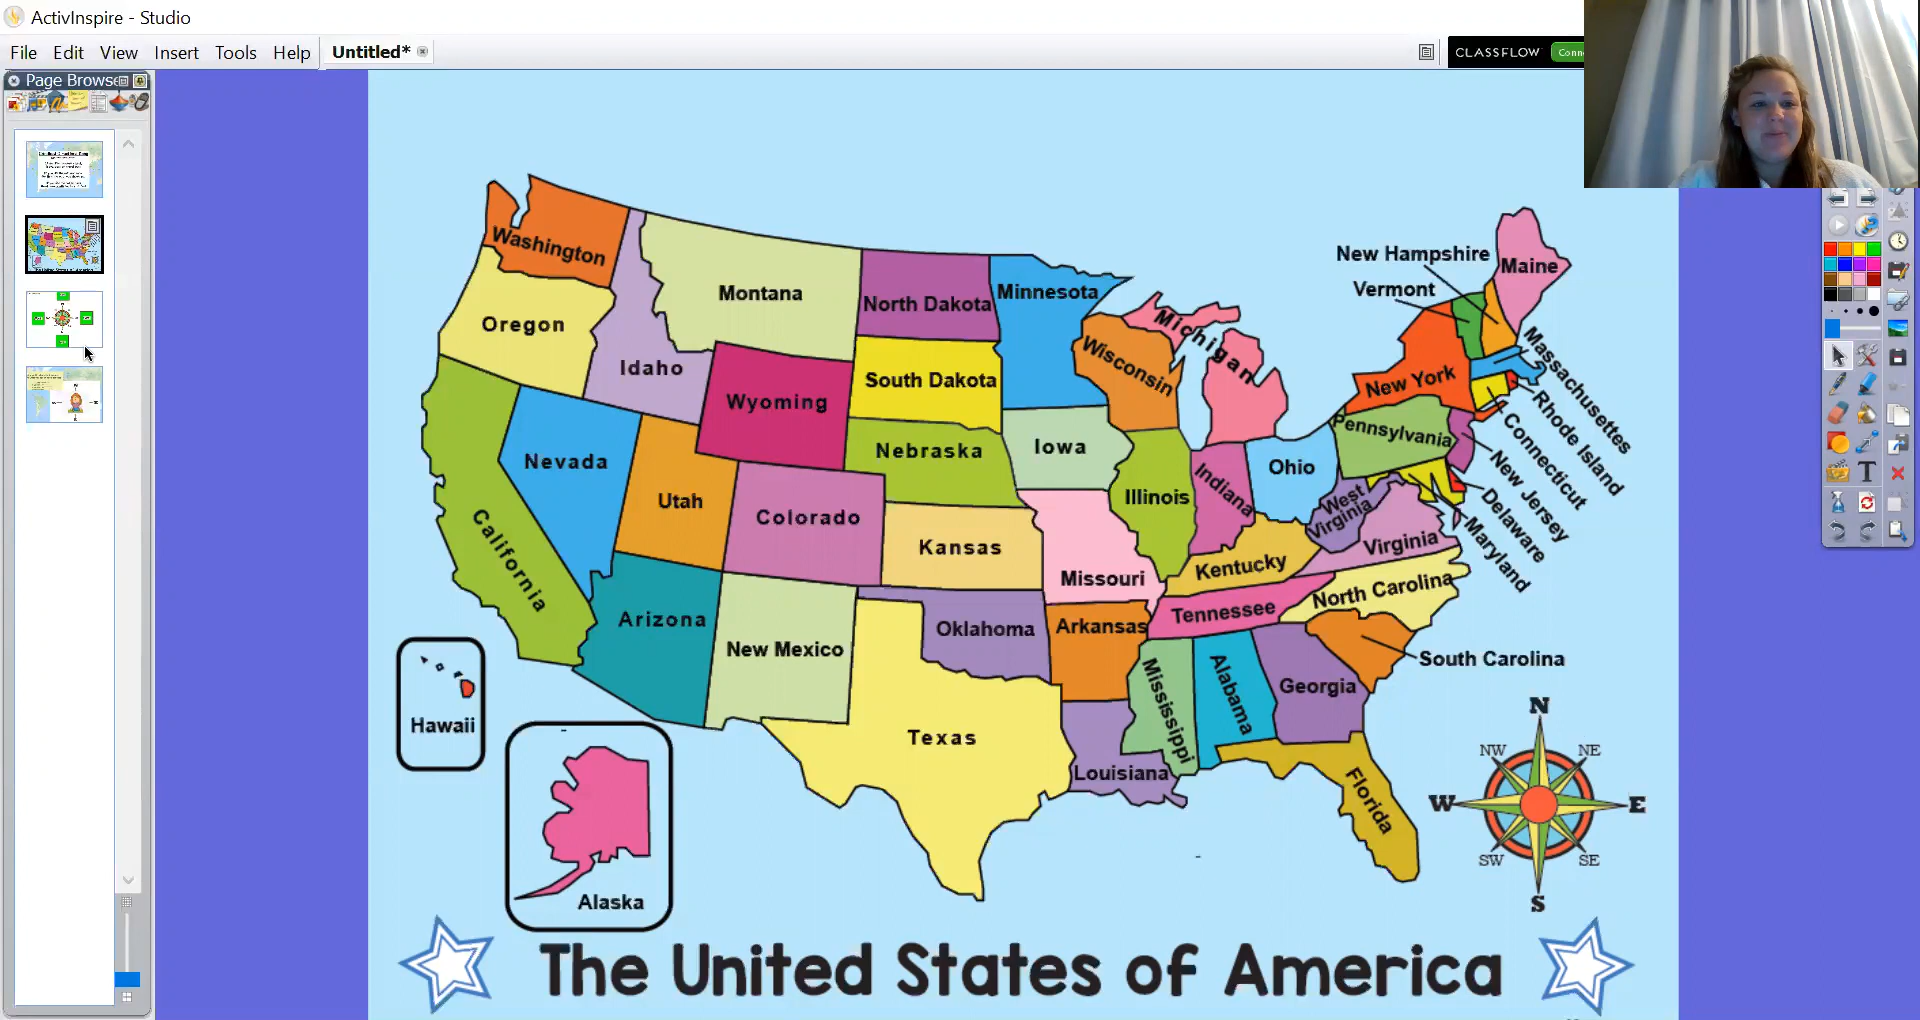 ActivInspire - Studio
File Edit View Insert Tools Help Untitled*
CLASSFLOW Conn
Page Browse
Washington
Oregon
California
Nevada
Idaho
Montana
Wyoming
Utah
Arizona
Colorado
New Mexico
North Dakota
South Dakota
Nebraska
Kansas
Oklahoma
Texas
Minnesota
Iowa
Missouri
Arkansas
Louisiana
Wisconsin
Michigan
Illinois
Indiana
Ohio
Kentucky
Tennessee
Mississippi
Alabama
Georgia
Florida
South Carolina
North Carolina
Virginia
West
Virginia
Pennsylvania
New York
Vermont
New Hampshire
Maine
Massachusetts
Rhode Island
Connecticut
New Jersey
Delaware
Maryland
Hawaii
Alaska
N
NW NE
W E
SW SE
S
The United States of America
T